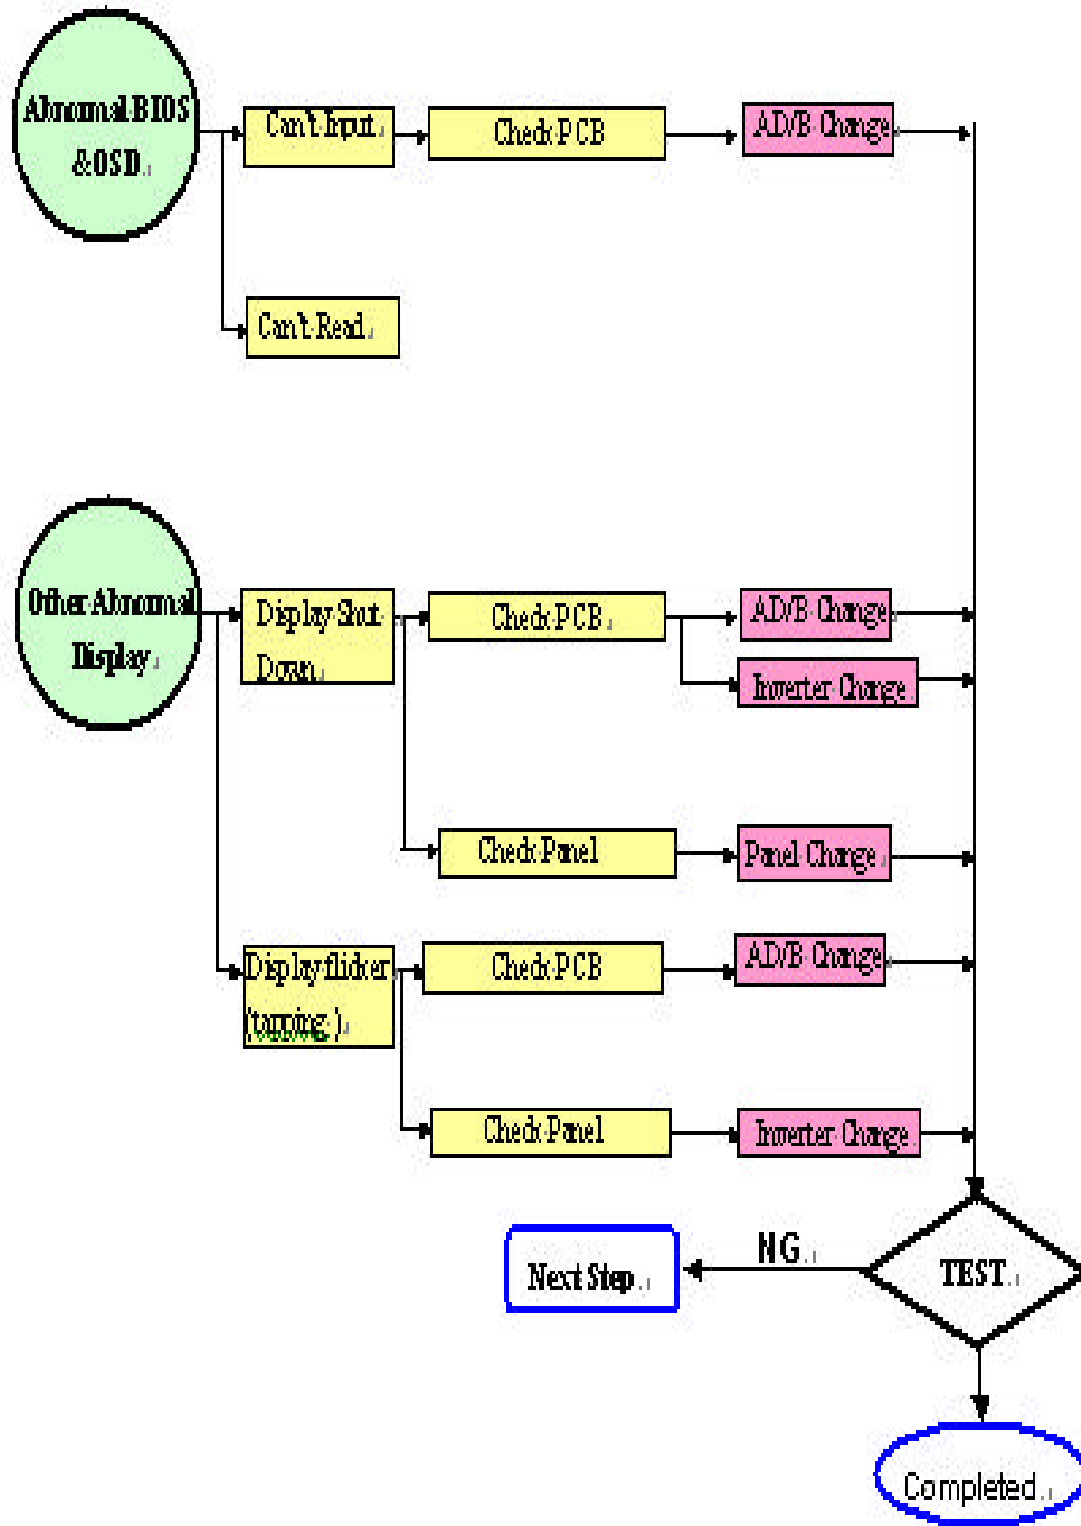 Abnormal BIOS
&OSD
Can't Input
Check PCB
AD/B Change
Can't Read
Other Abnormal
Display
Display Shut
Down
Check PCB
AD/B Change
Inverter Change
Check Panel
Panel Change
Display flicker
(tapping )
Check PCB
AD/B Change
Check Panel
Inverter Change
TEST
NG
Next Step
Completed